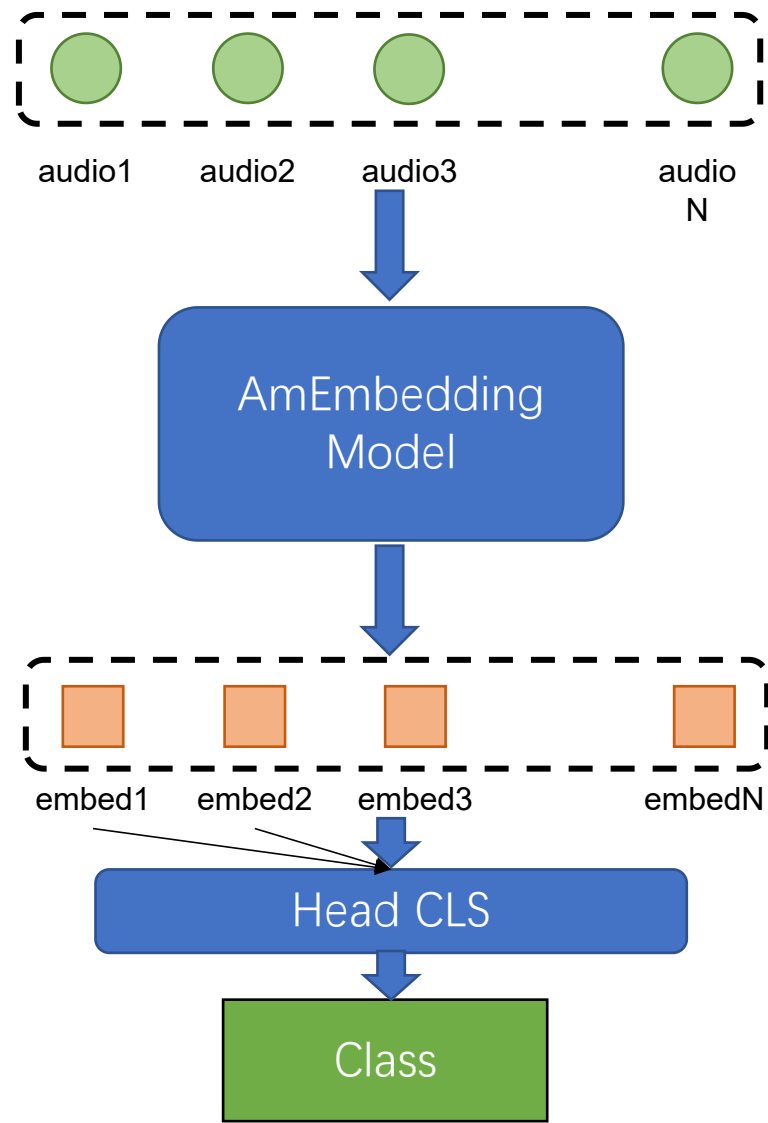 audio1 audio2 audio3 audio
N
AmEmbedding
Model
embed1 embed2 embed3 embedN
Head CLS
Class